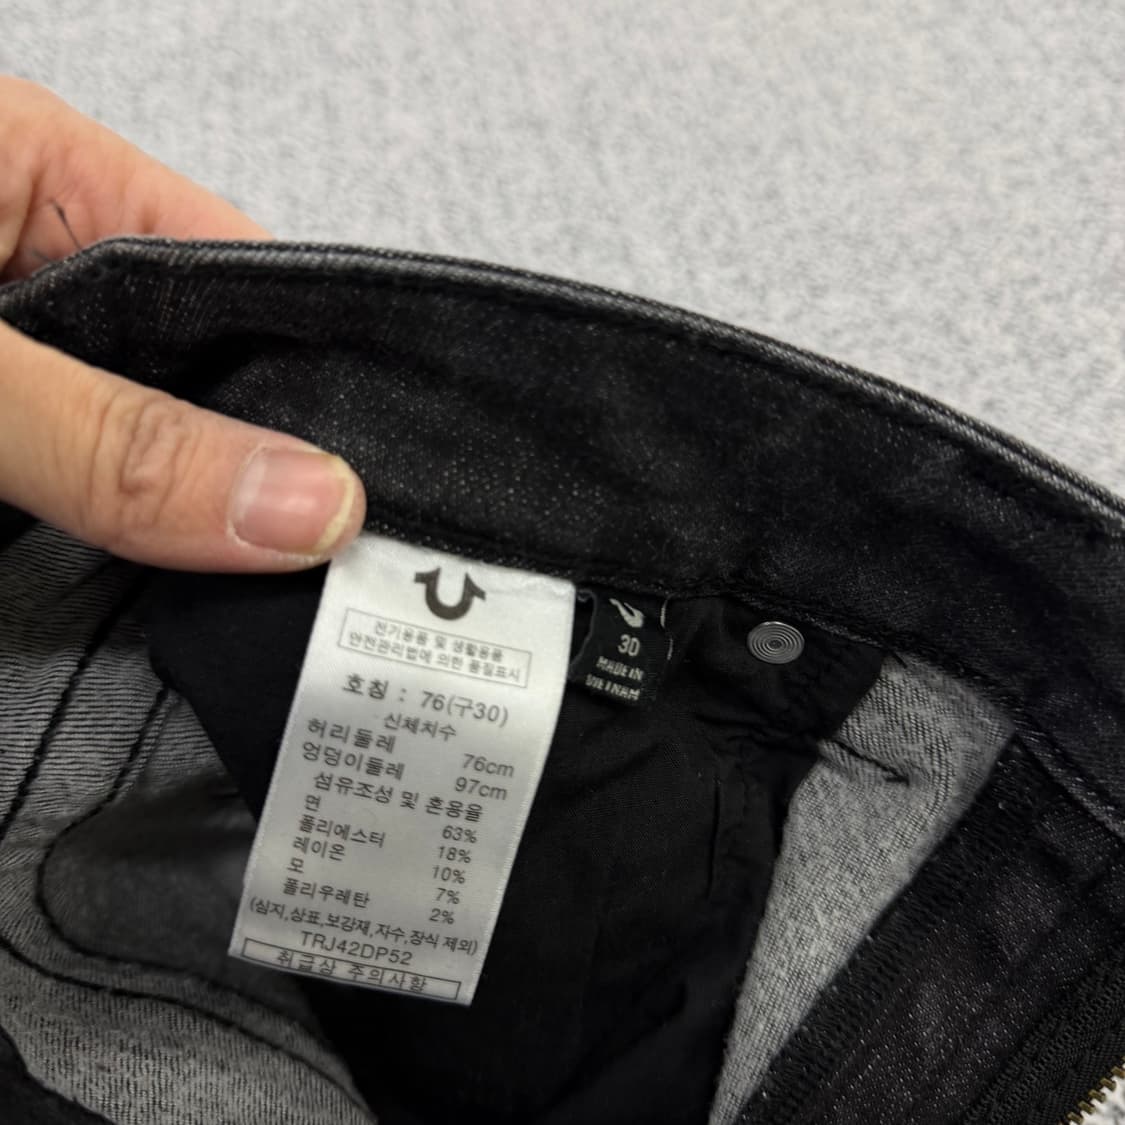 전기용품 및 생활용품
안전관리법에 의한 품질표시
호칭 : 76(구30)
신체치수
허리둘레 76cm
엉덩이둘레 97cm
섬유조성 및 혼용율
면 63%
폴리에스터 18%
레이온 10%
모 7%
폴리우레탄 2%
(심지,상표,보강재,자수,장식 제외)
TRJ42DP52
취급상 주의사항
30
MADE IN
VIETNAM